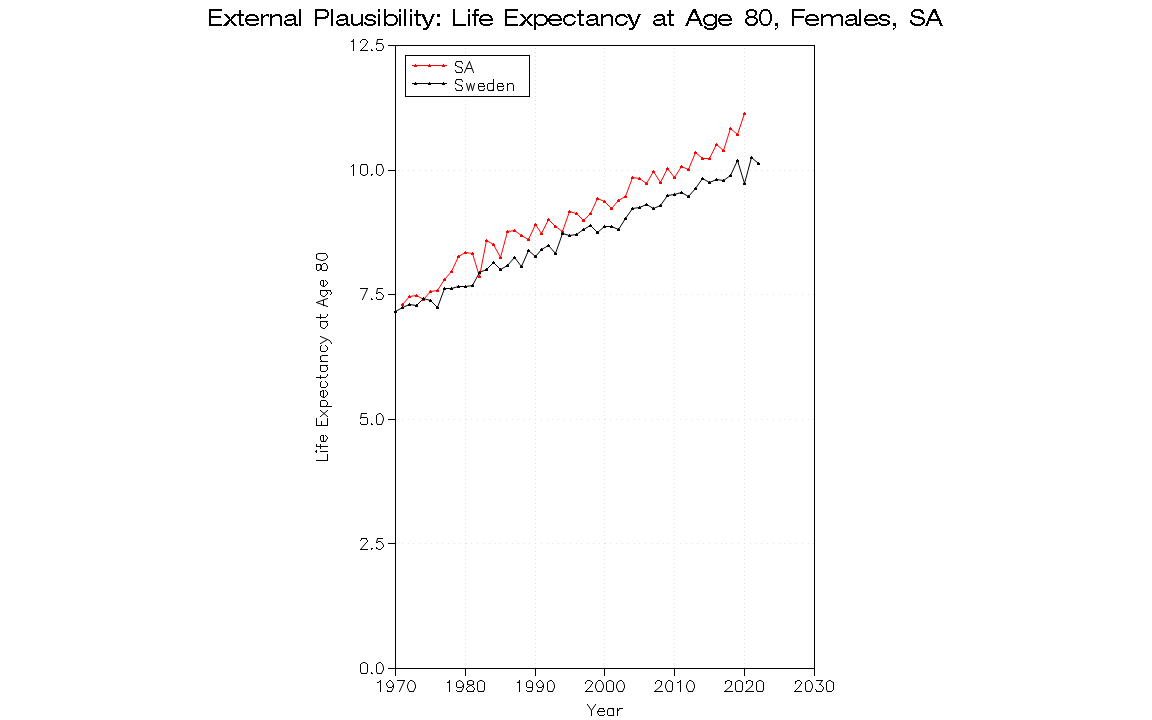 External Plausibility: Life Expectancy at Age 80, Females, SA
12.5
SA
Sweden
10.0
7.5
Life Expectancy at Age 80
5.0
2.5
0.0
1970 1980 1990 2000 2010 2020 2030
Year